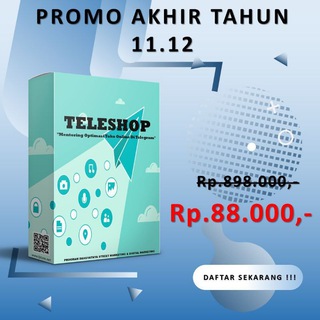 PROMO AKHIR TAHUN
11.12
TELESHOP
"Mentoring Optimasi Toko Online Di Telegram"
Rp.898.000,-
Rp.88.000,-
DAFTAR SEKARANG !!!